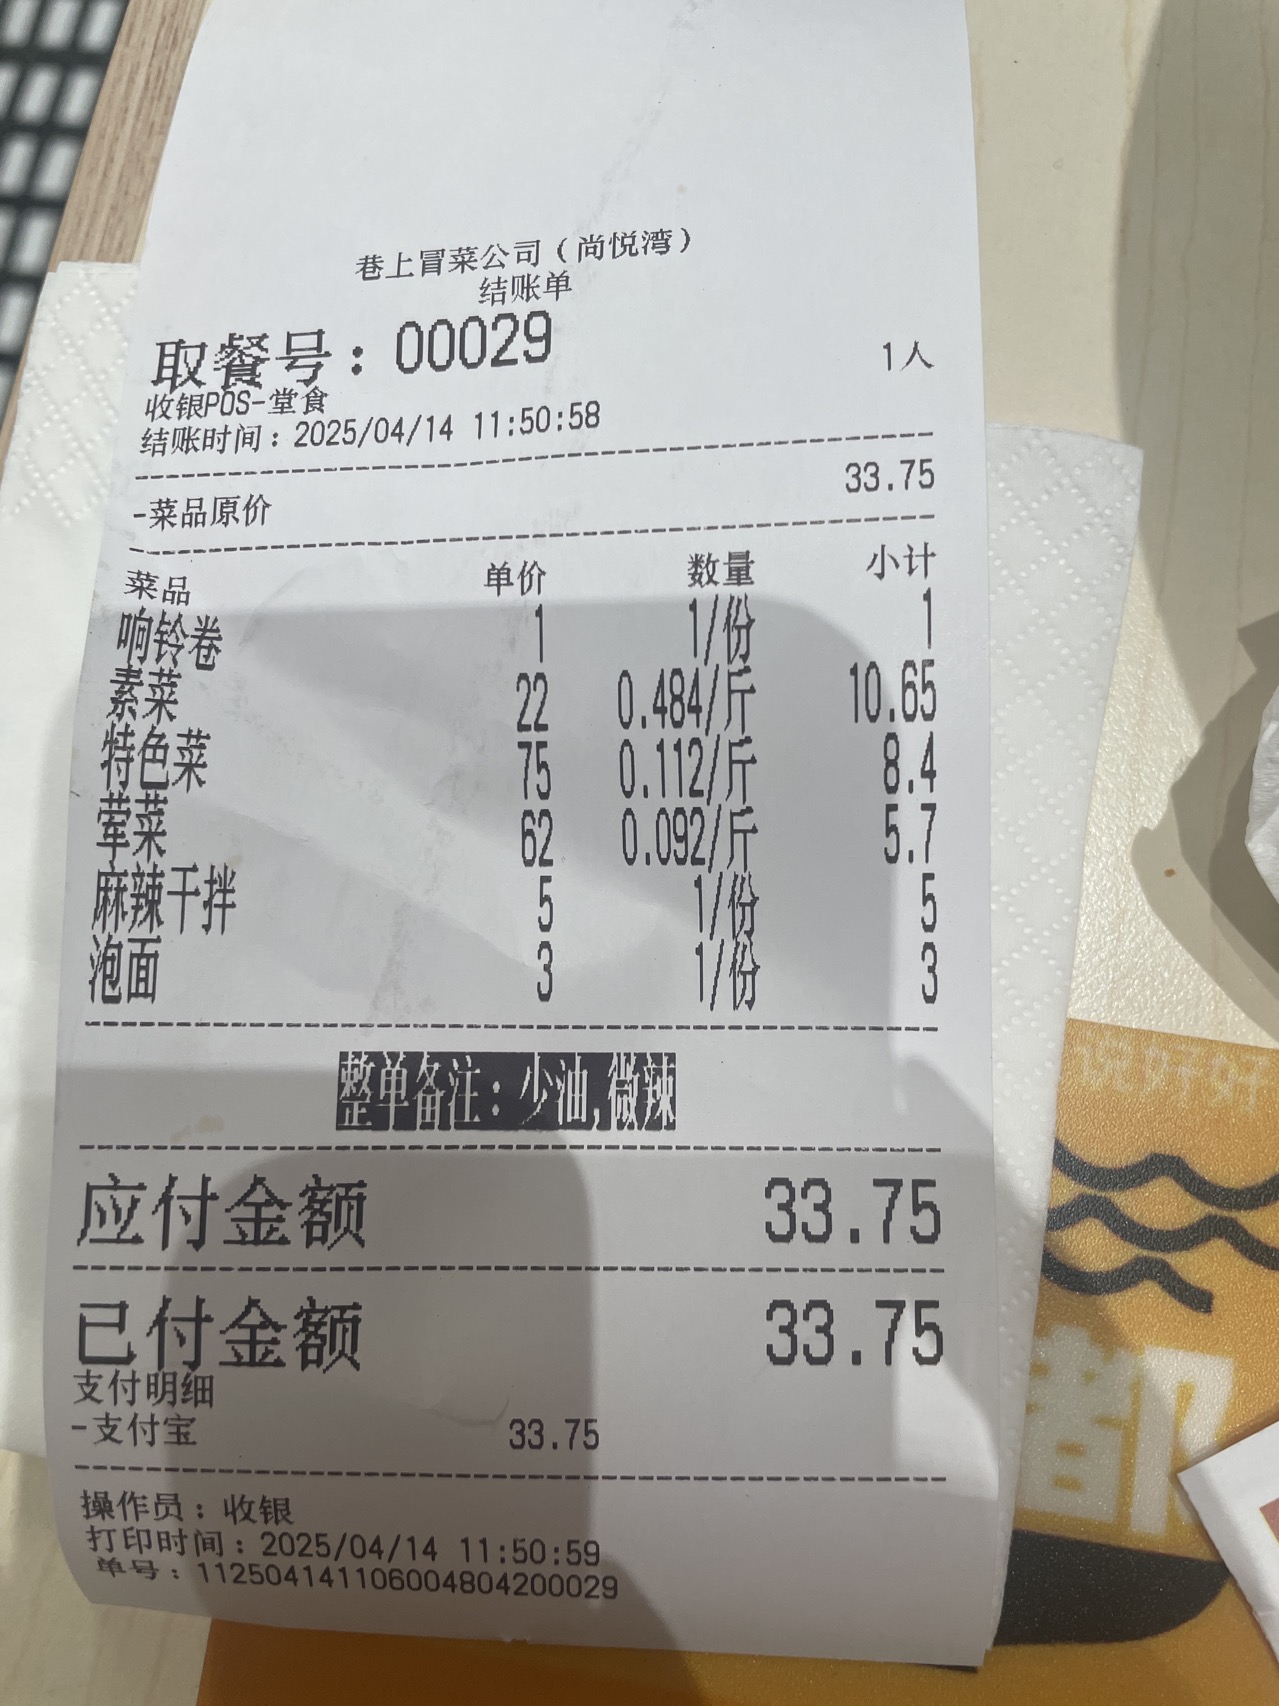 巷上冒菜公司（尚悦湾）
结账单
取餐号：00029 1人
收银POS-堂食
结账时间：2025/04/14 11:50:58
-菜品原价 33.75
菜品 单价 数量 小计
响铃卷 1 1/份 1
素菜 22 0.484/斤 10.65
特色菜 75 0.112/斤 8.4
荤菜 62 0.092/斤 5.7
麻辣干拌 5 1/份 5
泡面 3 1/份 3
整单备注：少油,微辣
应付金额 33.75
已付金额 33.75
支付明细
-支付宝 33.75
操作员：收银
打印时间：2025/04/14 11:50:59
单号：112504141106004804200029
好好
都